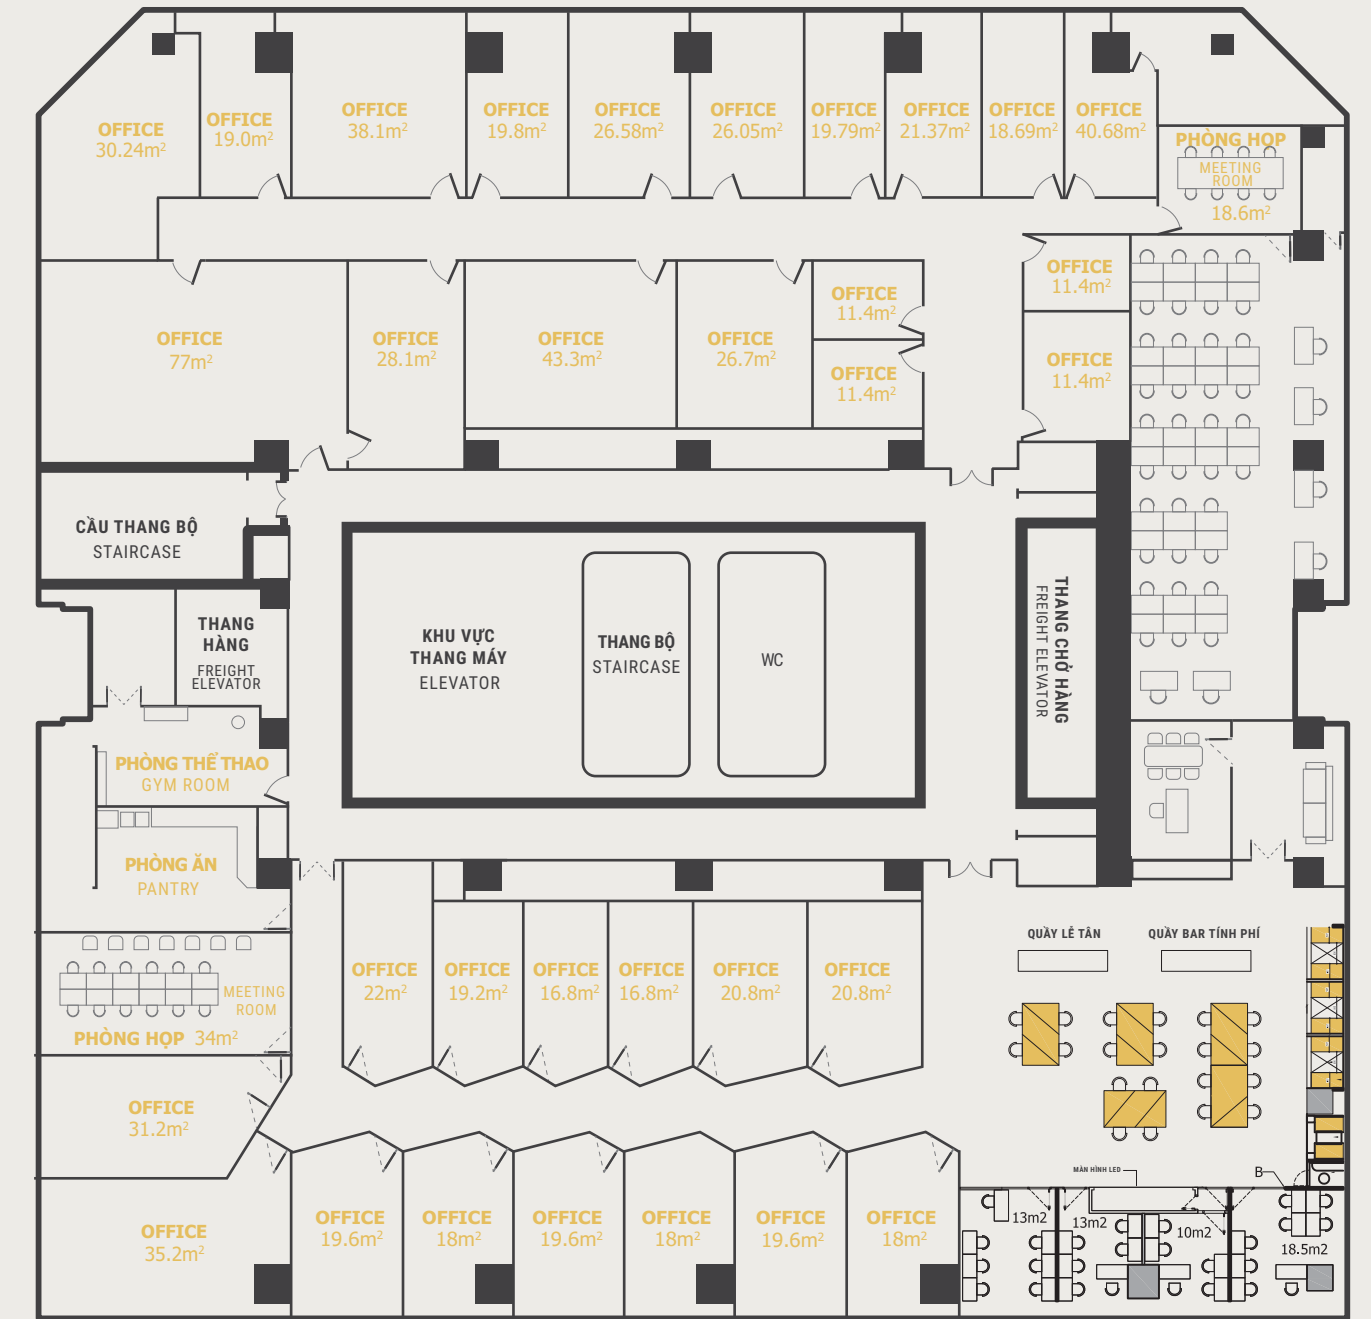 OFFICE
30.24m²
OFFICE
19.0m²
OFFICE
38.1m²
OFFICE
19.8m²
OFFICE
26.58m²
OFFICE
26.05m²
OFFICE
19.79m²
OFFICE
21.37m²
OFFICE
18.69m²
OFFICE
40.68m²
PHÒNG HỌP
MEETING
ROOM
18.6m²
OFFICE
77m²
OFFICE
28.1m²
OFFICE
43.3m²
OFFICE
26.7m²
OFFICE
11.4m²
OFFICE
11.4m²
OFFICE
11.4m²
OFFICE
11.4m²
CẦU THANG BỘ
STAIRCASE
THANG
HÀNG
FREIGHT
ELEVATOR
KHU VỰC
THANG MÁY
ELEVATOR
THANG BỘ
STAIRCASE
WC
THANG CHỞ HÀNG
FREIGHT ELEVATOR
PHÒNG THỂ THAO
GYM ROOM
PHÒNG ĂN
PANTRY
MEETING
ROOM
PHÒNG HỌP 34m²
OFFICE
22m²
OFFICE
19.2m²
OFFICE
16.8m²
OFFICE
16.8m²
OFFICE
20.8m²
OFFICE
20.8m²
QUẦY LỄ TÂN
QUẦY BAR TÍNH PHÍ
OFFICE
31.2m²
OFFICE
35.2m²
OFFICE
19.6m²
OFFICE
18m²
OFFICE
19.6m²
OFFICE
18m²
OFFICE
19.6m²
OFFICE
18m²
MÀN HÌNH LED
B
13m2
13m2
10m2
18.5m2